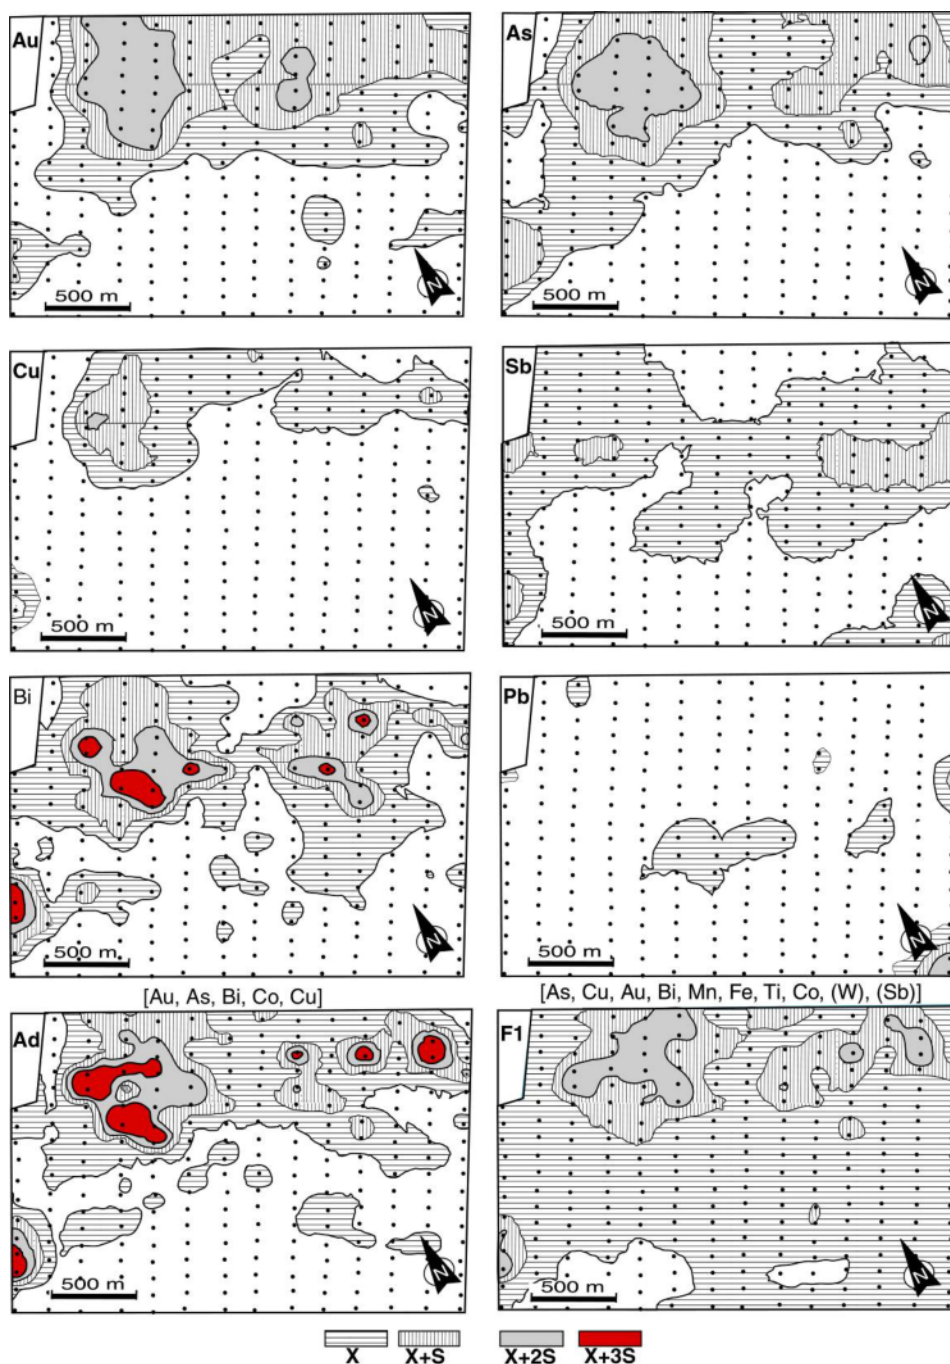 Au
As
N
N
500 m
500 m
Cu
Sb
N
N
500 m
500 m
Bi
Pb
N
N
500 m
500 m
[Au, As, Bi, Co, Cu]
[As, Cu, Au, Bi, Mn, Fe, Ti, Co, (W), (Sb)]
Ad
F1
N
N
500 m
500 m
X
X+S
X+2S
X+3S